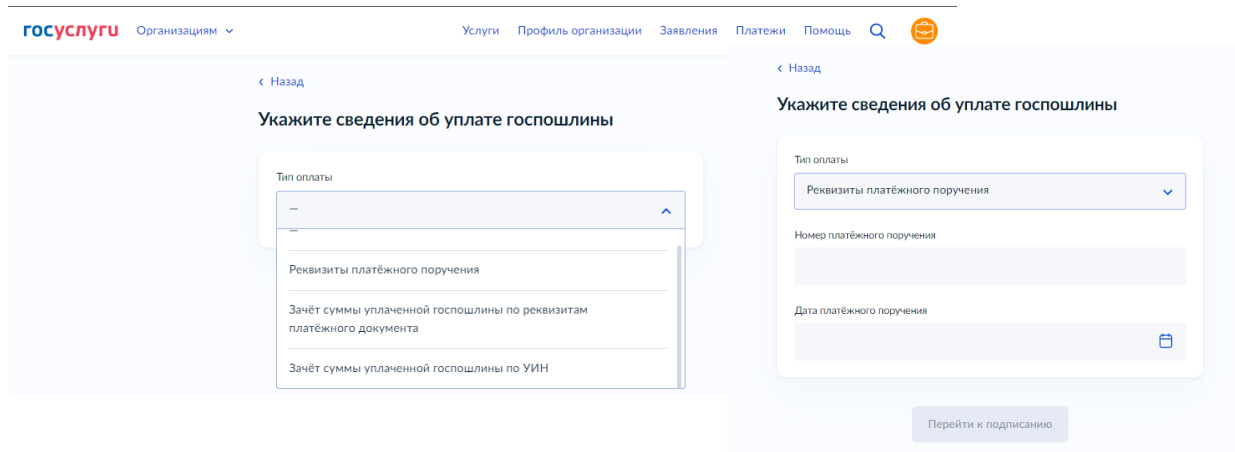 госуслуги Организациям Услуги Профиль организации Заявления Платежи Помощь
Назад
Укажите сведения об уплате госпошлины
Тип оплаты
—
—
Реквизиты платёжного поручения
Зачёт суммы уплаченной госпошлины по реквизитам
платёжного документа
Зачёт суммы уплаченной госпошлины по УИН
Назад
Укажите сведения об уплате госпошлины
Тип оплаты
Реквизиты платёжного поручения
Номер платёжного поручения
Дата платёжного поручения
Перейти к подписанию